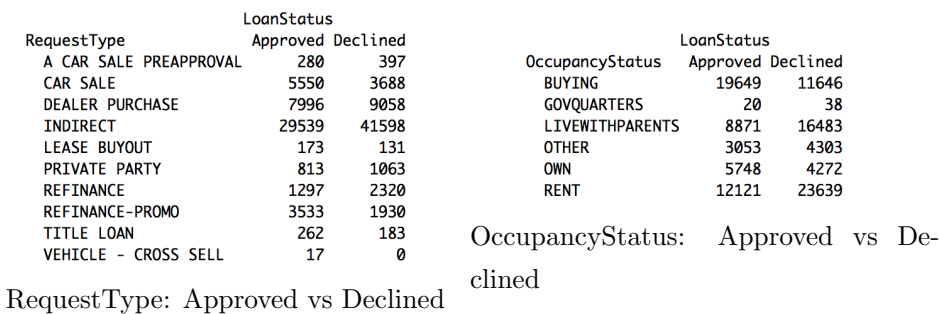 LoanStatus
RequestType Approved Declined
A CAR SALE PREAPPROVAL 280 397
CAR SALE 5550 3688
DEALER PURCHASE 7996 9058
INDIRECT 29539 41598
LEASE BUYOUT 173 131
PRIVATE PARTY 813 1063
REFINANCE 1297 2320
REFINANCE-PROMO 3533 1930
TITLE LOAN 262 183
VEHICLE - CROSS SELL 17 0
RequestType: Approved vs Declined
LoanStatus
OccupancyStatus Approved Declined
BUYING 19649 11646
GOVQUARTERS 20 38
LIVEWITHPARENTS 8871 16483
OTHER 3053 4303
OWN 5748 4272
RENT 12121 23639
OccupancyStatus: Approved vs De-
clined